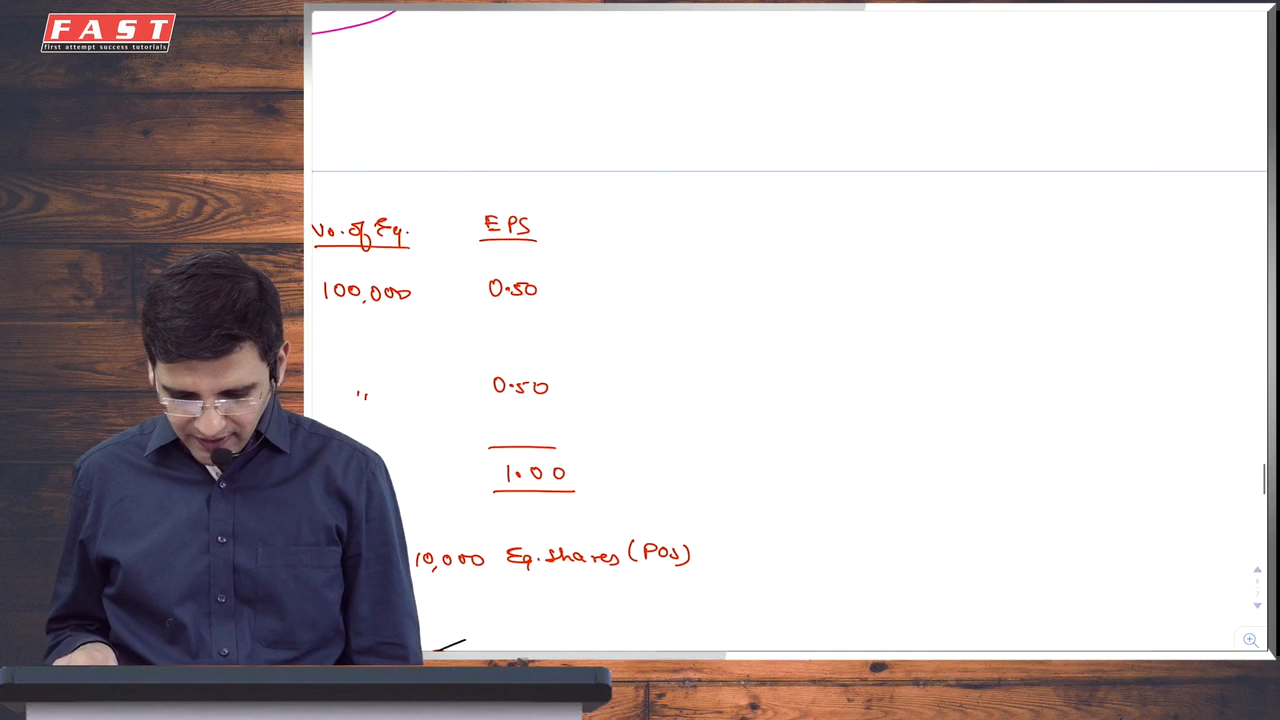 FAST
first attempt success tutorials
No. of Eq. EPS
100,000 0.50
" 0.50
1.00
10,000 Eq. Shares (POS)